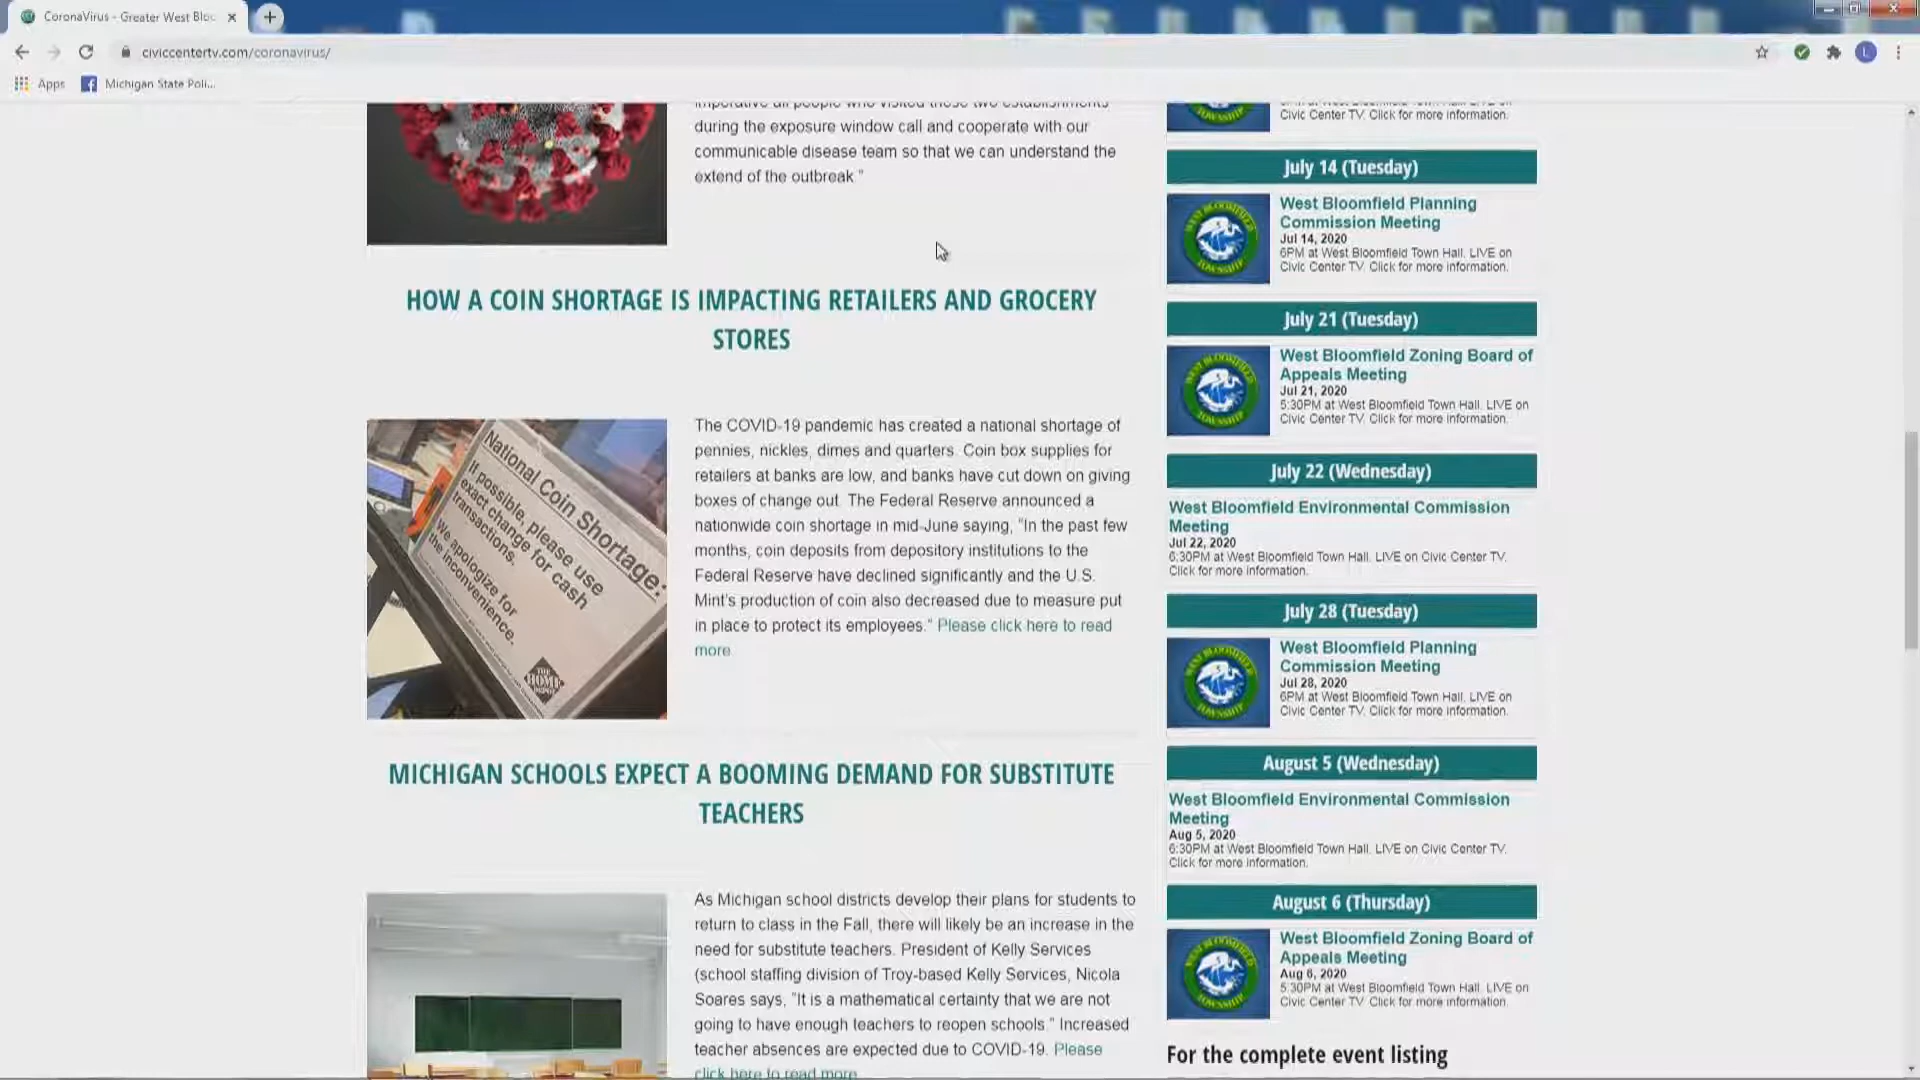 CoronaVirus - Greater West Bloc
civiccentertv.com/coronavirus/
L
Apps
Michigan State Poli...
imperative all people who visited these two establishments
during the exposure window call and cooperate with our
communicable disease team so that we can understand the
extend of the outbreak "
HOW A COIN SHORTAGE IS IMPACTING RETAILERS AND GROCERY
STORES
National Coin Shortage:
If possible, please use
exact change for cash
transactions.
We apologize for
the inconvenience.
THE HOME DEPOT
The COVID-19 pandemic has created a national shortage of
pennies, nickles, dimes and quarters. Coin box supplies for
retailers at banks are low, and banks have cut down on giving
boxes of change out. The Federal Reserve announced a
nationwide coin shortage in mid-June saying, "In the past few
months, coin deposits from depository institutions to the
Federal Reserve have declined significantly and the U.S.
Mint's production of coin also decreased due to measure put
in place to protect its employees." Please click here to read
more
MICHIGAN SCHOOLS EXPECT A BOOMING DEMAND FOR SUBSTITUTE
TEACHERS
As Michigan school districts develop their plans for students to
return to class in the Fall, there will likely be an increase in the
need for substitute teachers. President of Kelly Services
(school staffing division of Troy-based Kelly Services, Nicola
Soares says, "It is a mathematical certainty that we are not
going to have enough teachers to reopen schools." Increased
teacher absences are expected due to COVID-19. Please
click here to read more
Civic Center TV. Click for more information.
July 14 (Tuesday)
WEST BLOOMFIELD
TOWNSHIP
West Bloomfield Planning
Commission Meeting
Jul 14, 2020
6PM at West Bloomfield Town Hall. LIVE on
Civic Center TV. Click for more information.
July 21 (Tuesday)
WEST BLOOMFIELD
TOWNSHIP
West Bloomfield Zoning Board of
Appeals Meeting
Jul 21, 2020
5:30PM at West Bloomfield Town Hall. LIVE on
Civic Center TV. Click for more information.
July 22 (Wednesday)
West Bloomfield Environmental Commission
Meeting
Jul 22, 2020
6:30PM at West Bloomfield Town Hall. LIVE on Civic Center TV.
Click for more information.
July 28 (Tuesday)
WEST BLOOMFIELD
TOWNSHIP
West Bloomfield Planning
Commission Meeting
Jul 28, 2020
6PM at West Bloomfield Town Hall. LIVE on
Civic Center TV. Click for more information.
August 5 (Wednesday)
West Bloomfield Environmental Commission
Meeting
Aug 5, 2020
6:30PM at West Bloomfield Town Hall. LIVE on Civic Center TV.
Click for more information.
August 6 (Thursday)
WEST BLOOMFIELD
TOWNSHIP
West Bloomfield Zoning Board of
Appeals Meeting
Aug 6, 2020
5:30PM at West Bloomfield Town Hall. LIVE on
Civic Center TV. Click for more information.
For the complete event listing